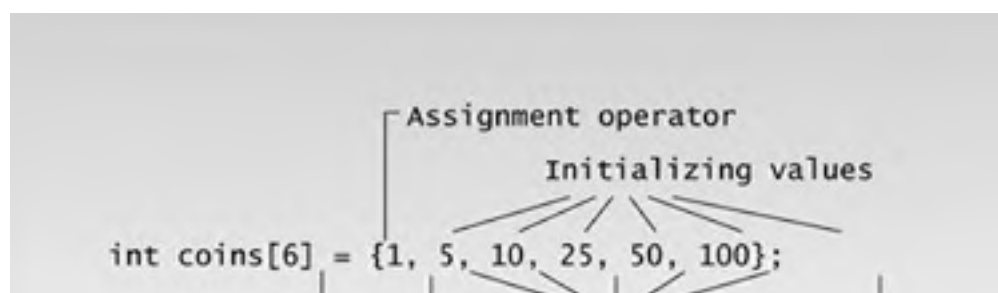 Assignment operator
Initializing values
int coins[6] = {1, 5, 10, 25, 50, 100};